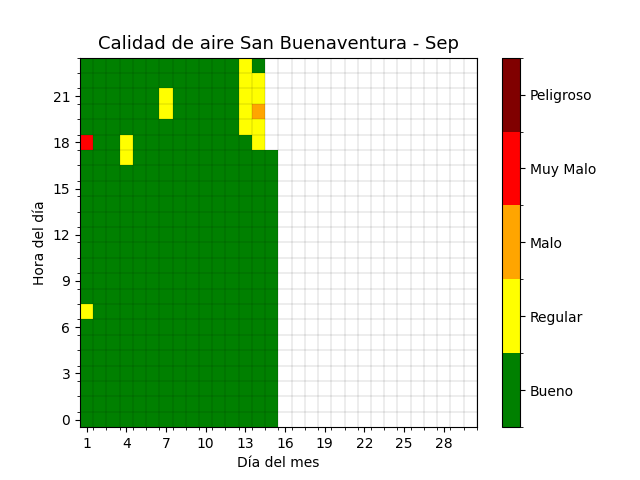 Calidad de aire San Buenaventura - Sep
Hora del día
21
18
15
12
9
6
3
0
1 4 7 10 13 16 19 22 25 28
Día del mes
Peligroso
Muy Malo
Malo
Regular
Bueno